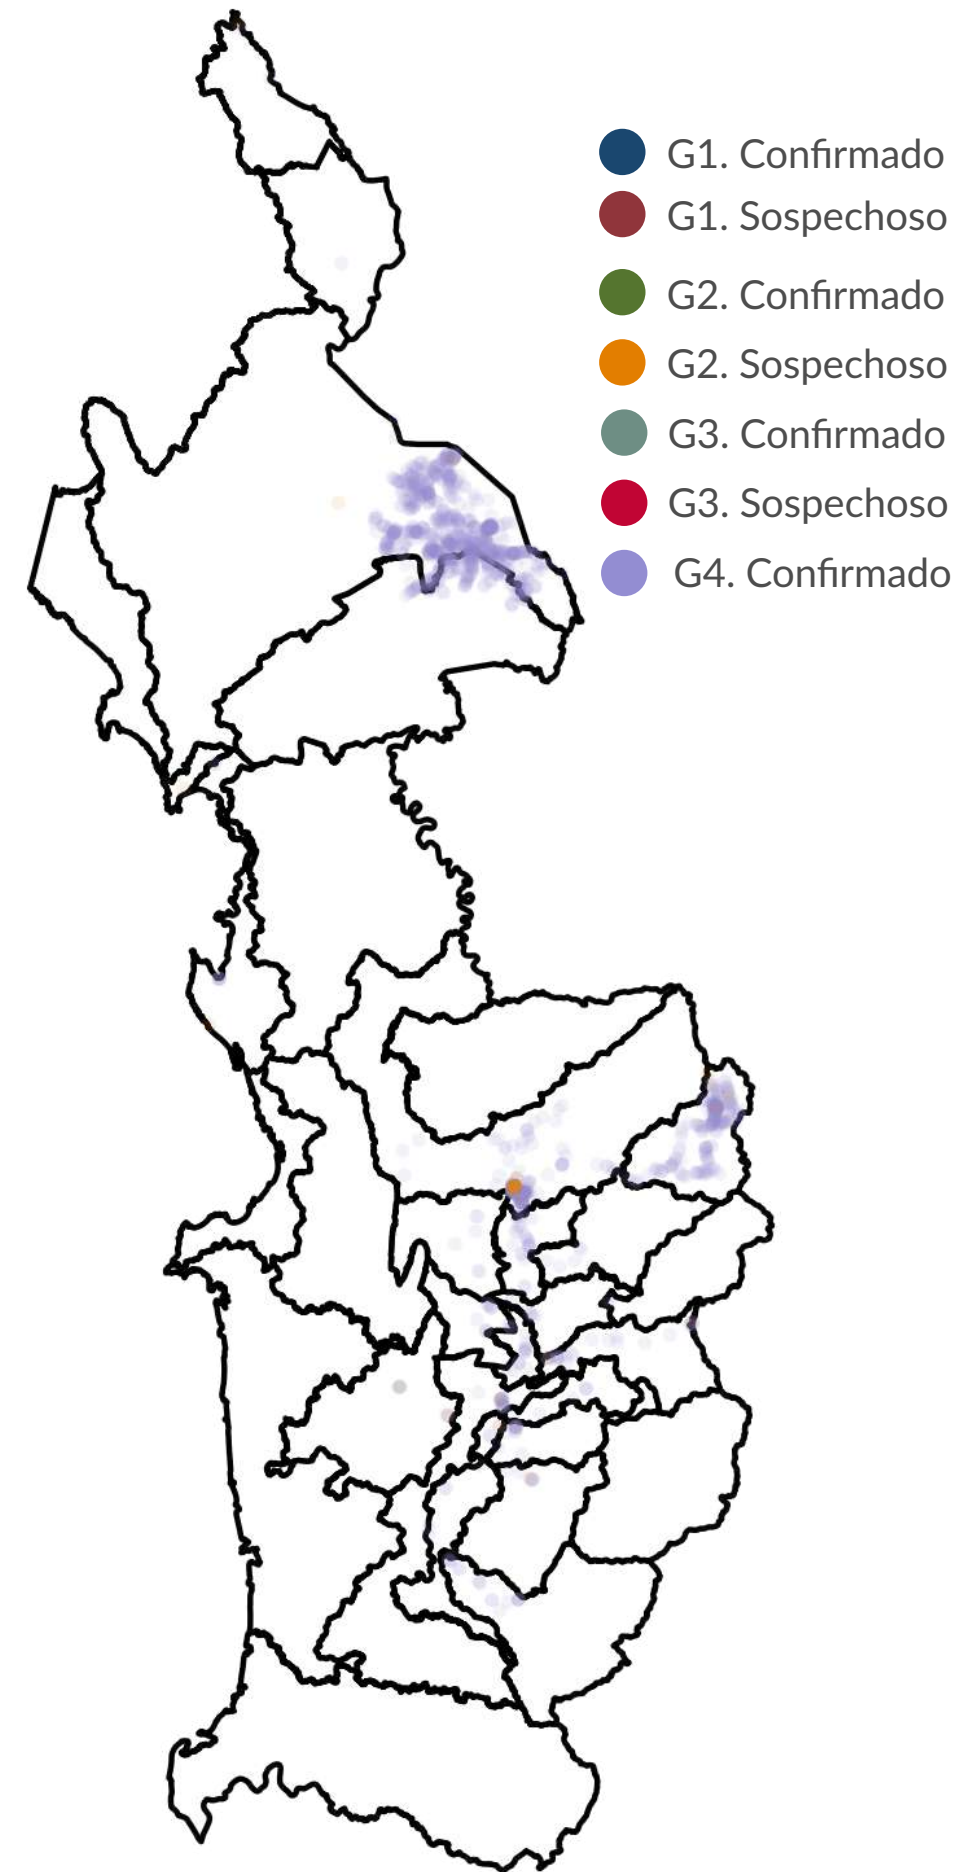 G1. Confirmado
G1. Sospechoso
G2. Confirmado
G2. Sospechoso
G3. Confirmado
G3. Sospechoso
G4. Confirmado